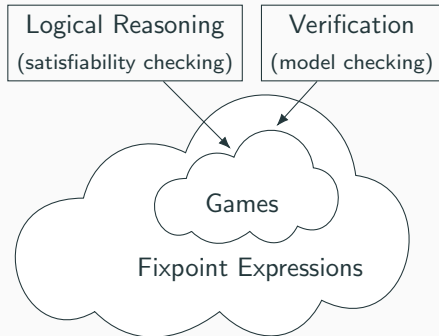 Logical Reasoning
(satisfiability checking)
Verification
(model checking)
Games
Fixpoint Expressions